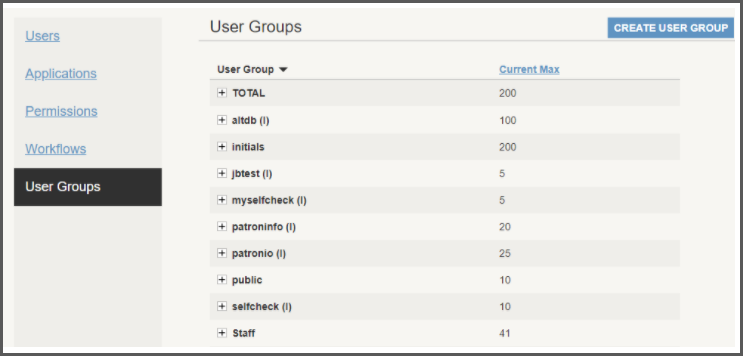 Users
Applications
Permissions
Workflows
User Groups
User Groups
CREATE USER GROUP
User Group Current Max
TOTAL 200
altdb (I) 100
initials 200
jbtest (I) 5
myselfcheck (I) 5
patroninfo (I) 20
patronio (I) 25
public 10
selfcheck (I) 10
Staff 41